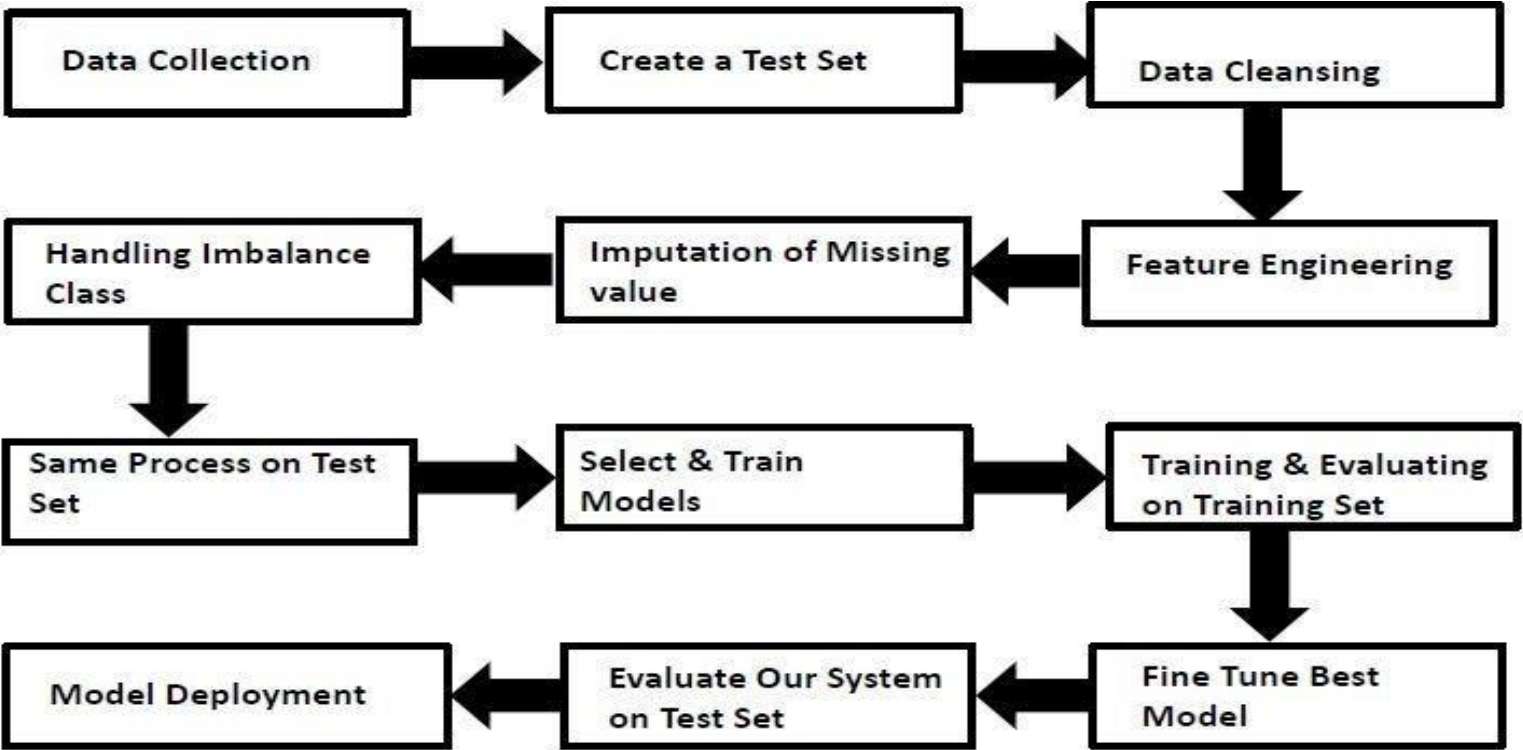 Data Collection
Create a Test Set
Data Cleansing
Feature Engineering
Imputation of Missing
value
Handling Imbalance
Class
Same Process on Test
Set
Select & Train
Models
Training & Evaluating
on Training Set
Fine Tune Best
Model
Evaluate Our System
on Test Set
Model Deployment